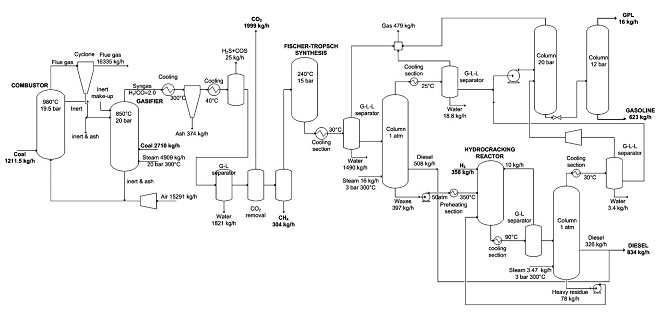 CO₂
1999 kg/h
GPL
16 kg/h
Gas 479 kg/h
Cyclone
Flue gas
Flue gas
16335 kg/h
H₂S+COS
25 kg/h
FISCHER-TROPSCH
SYNTHESIS
Cooling
section
25°C
G-L-L
separator
Column
20 bar
Column
12 bar
COMBUSTOR
980°C
19.5 bar
Inert
make-up
Inert
Syngas
H₂/CO=2.0
GASIFIER
850°C
20 bar
Cooling
300°C
Cooling
40°C
240°C
15 bar
G-L-L
separator
30°C
Cooling
section
Column
1 atm
Water
18.8 kg/h
GASOLINE
623 kg/h
Ash 374 kg/h
inert & ash
Coal
1211.5 kg/h
Coal 2710 kg/h
Steam 4909 kg/h
20 bar 300°C
Water
1490 kg/h
Diesel
508 kg/h
HYDROCRACKING
REACTOR
H₂
358 kg/h
10 kg/h
Cooling
section
30°C
G-L-L
separator
Water
3.4 kg/h
G-L
separator
Steam 16 kg/h
3 bar 300°C
Waxes
397 kg/h
50atm
350°C
Preheating
section
G-L
separator
Column
1 atm
inert & ash
Air 15291 kg/h
Water
1821 kg/h
CO₂
removal
CH₄
304 kg/h
90°C
cooling
section
Diesel
326 kg/h
DIESEL
834 kg/h
Steam 3.47 kg/h
3 bar 300°C
Heavy residue
78 kg/h